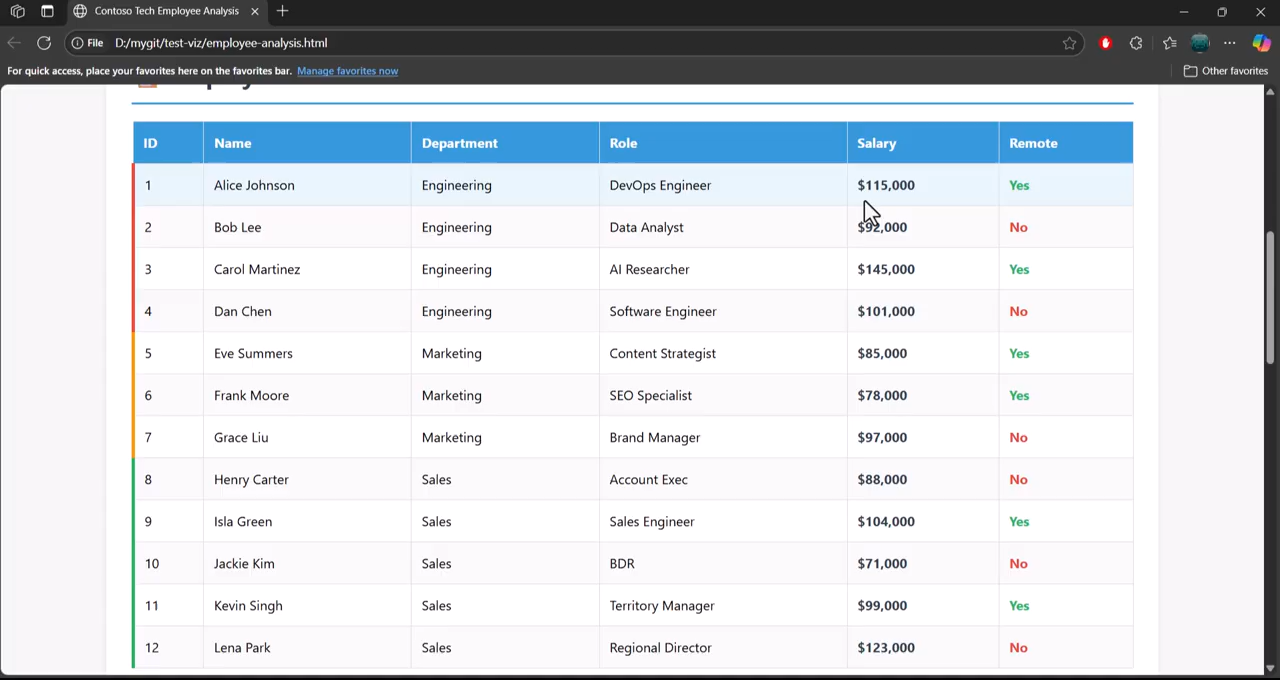 Contoso Tech Employee Analysis
File D:/mygit/test-viz/employee-analysis.html
For quick access, place your favorites here on the favorites bar. Manage favorites now Other favorites
ID Name Department Role Salary Remote
1 Alice Johnson Engineering DevOps Engineer $115,000 Yes
2 Bob Lee Engineering Data Analyst $92,000 No
3 Carol Martinez Engineering AI Researcher $145,000 Yes
4 Dan Chen Engineering Software Engineer $101,000 No
5 Eve Summers Marketing Content Strategist $85,000 Yes
6 Frank Moore Marketing SEO Specialist $78,000 Yes
7 Grace Liu Marketing Brand Manager $97,000 No
8 Henry Carter Sales Account Exec $88,000 No
9 Isla Green Sales Sales Engineer $104,000 Yes
10 Jackie Kim Sales BDR $71,000 No
11 Kevin Singh Sales Territory Manager $99,000 Yes
12 Lena Park Sales Regional Director $123,000 No